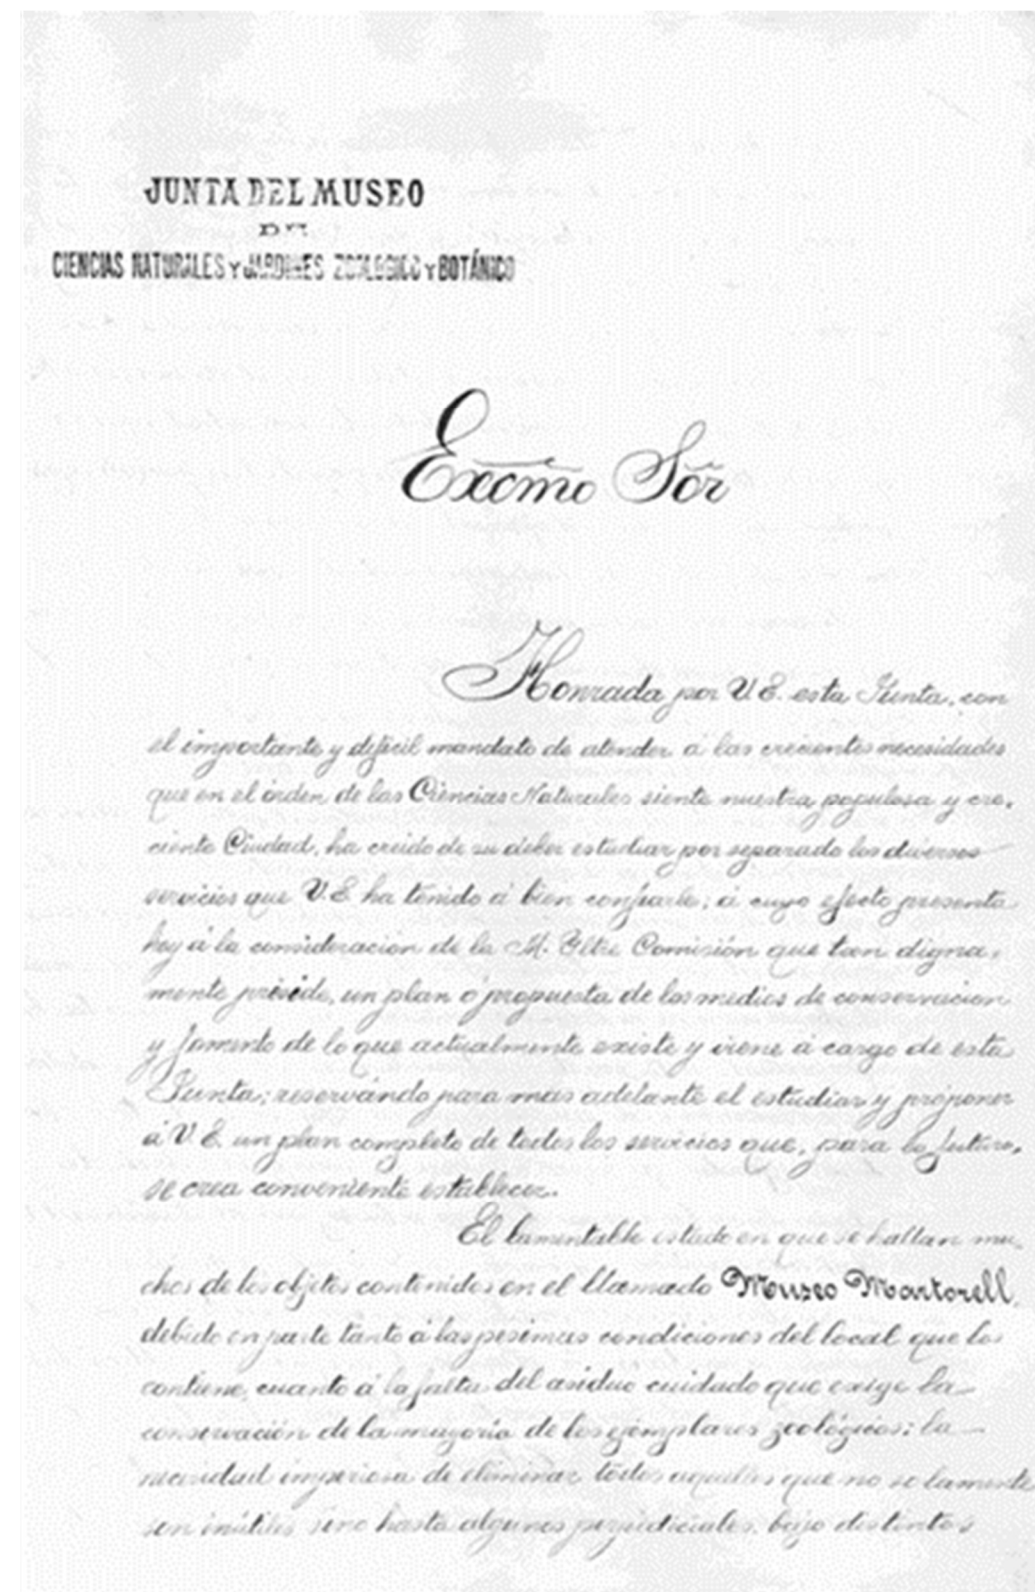 JUNTA DEL MUSEO
DE
CIENCIAS NATURALES Y JARDINES ZOOLOGICO Y BOTÁNICO
Excmo Sor
Honrada por V. E. esta Junta, con
el importante y dificil mandato de atender á las crecientes necesidades
que en el órden de las Ciencias Naturales siente nuestra populosa y cre-
ciente Ciudad, ha creido de su deber estudiar por separado los diversos
servicios que V. E. ha tenido á bien confiarle; á cuyo efecto presenta
hoy á la consideración de la M. Iltre Comisión que tan digna-
mente preside, un plan ó propuesta de los medios de conservacion
y fomento de lo que actualmente existe y viene á cargo de esta
Junta; reservándo para mas adelante el estudiar y proponer
á V. E. un plan completo de todos los servicios que, para lo futuro,
se crea conveniente establecer.
El lamentable estado en que se hallan mu-
chos de los objetos contenidos en el llamado Museo Martorell,
debido en parte tanto á las pesimas condiciones del local que los
contiene, cuanto á la falta del asiduo cuidado que exige la
conservación de la mayoría de los ejemplares zoológicos; la
necesidad imperiosa de eliminar todos aquellos que no solamente
son inútiles sino hasta algunos perjudiciales, bajo distintos